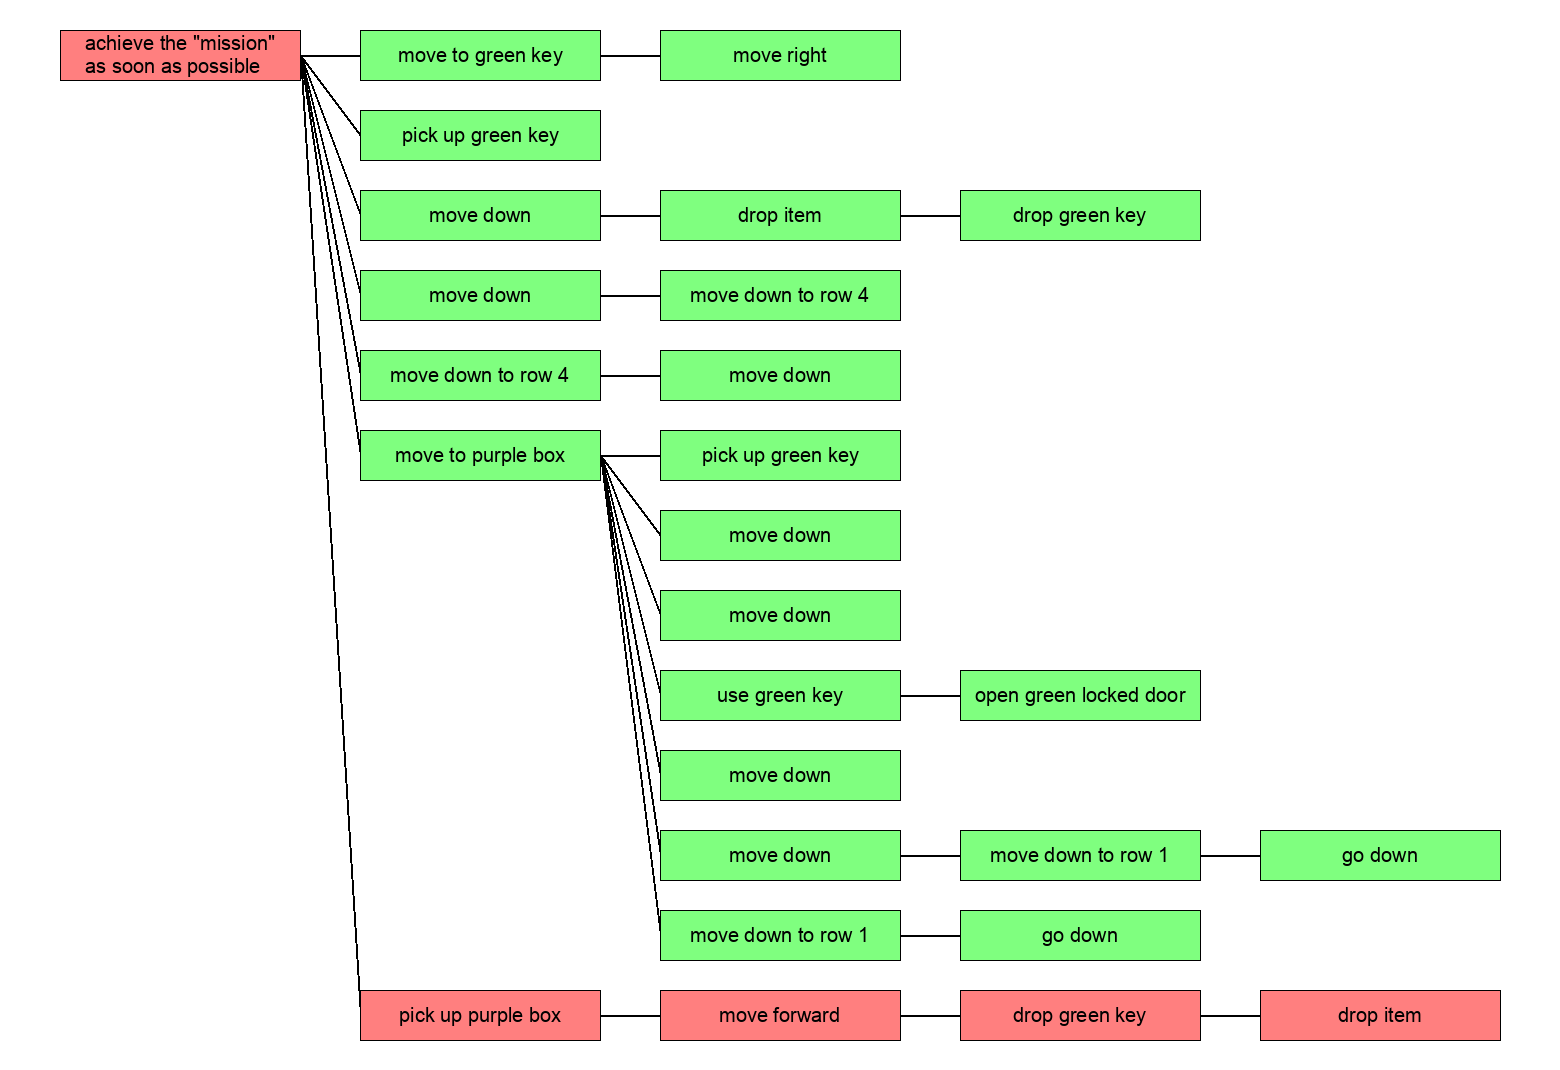 achieve the "mission"
as soon as possible
move to green key
move right
pick up green key
move down
drop item
drop green key
move down
move down to row 4
move down to row 4
move down
move to purple box
pick up green key
move down
move down
use green key
open green locked door
move down
move down
move down to row 1
go down
move down to row 1
go down
pick up purple box
move forward
drop green key
drop item